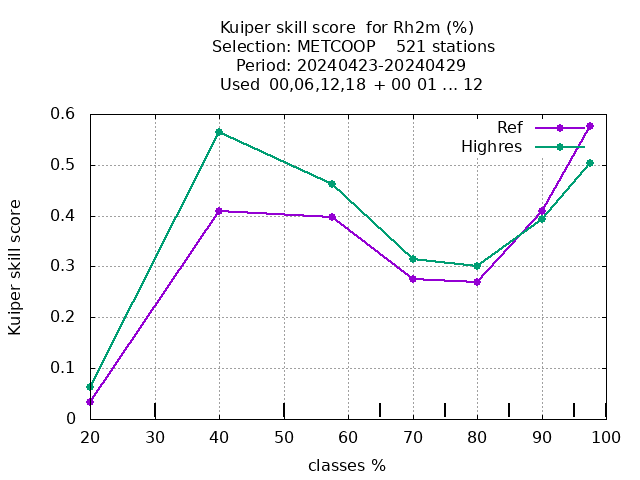 Kuiper skill score  for Rh2m (%)
Selection: METCOOP    521 stations
Period: 20240423-20240429
Used  00,06,12,18  + 00 01 ... 12
Ref
Highres
0.6
0.5
0.4
0.3
0.2
0.1
0
Kuiper skill score
20 30 40 50 60 70 80 90 100
classes %